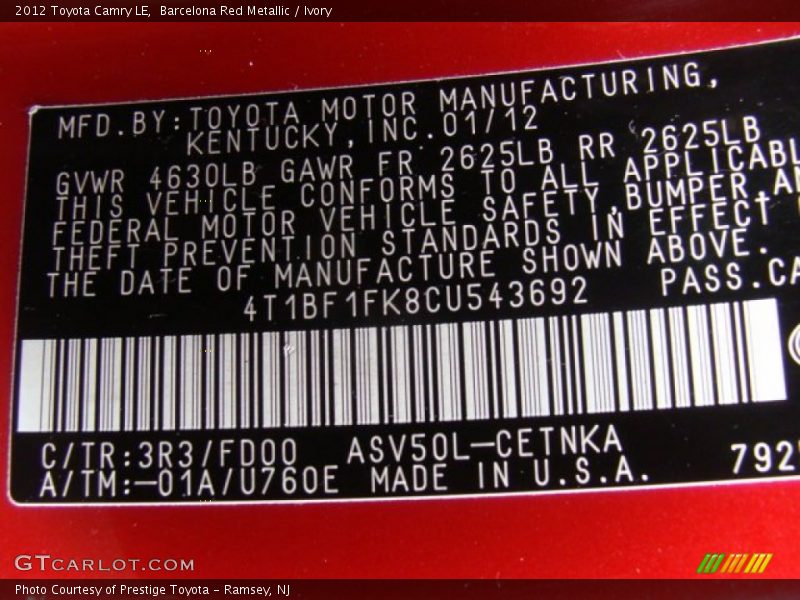 2012 Toyota Camry LE,  Barcelona Red Metallic / Ivory
MFD.BY:TOYOTA MOTOR MANUFACTURING,
KENTUCKY,INC.01/12
GVWR 4630LB GAWR FR 2625LB RR 2625LB
THIS VEHICLE CONFORMS TO ALL APPLICABL
FEDERAL MOTOR VEHICLE SAFETY,BUMPER,AN
THEFT PREVENTION STANDARDS IN EFFECT
THE DATE OF MANUFACTURE SHOWN ABOVE.
4T1BF1FK8CU543692 PASS.CA
C/TR:3R3/FD00 ASV50L-CETNKA
A/TM:-01A/U760E MADE IN U.S.A. 792
GTCARLOT.COM
Photo Courtesy of Prestige Toyota - Ramsey, NJ